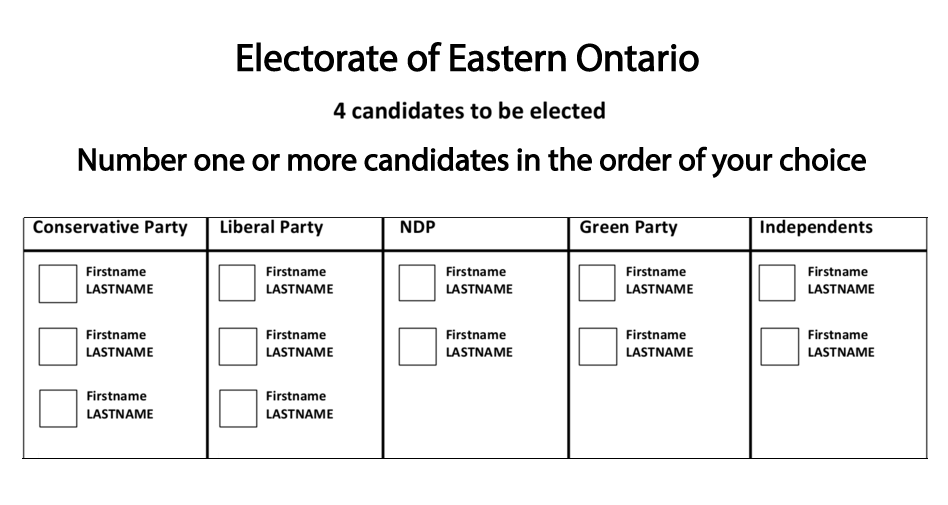 Electorate of Eastern Ontario
4 candidates to be elected
Number one or more candidates in the order of your choice
Conservative Party
Firstname
LASTNAME
Firstname
LASTNAME
Firstname
LASTNAME
Liberal Party
Firstname
LASTNAME
Firstname
LASTNAME
Firstname
LASTNAME
NDP
Firstname
LASTNAME
Firstname
LASTNAME
Green Party
Firstname
LASTNAME
Firstname
LASTNAME
Independents
Firstname
LASTNAME
Firstname
LASTNAME